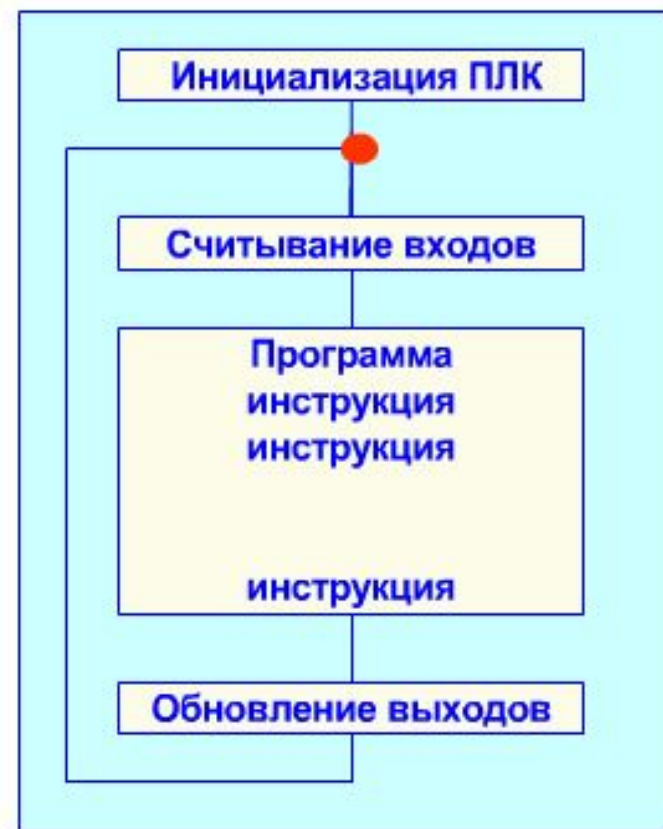 Инициализация ПЛК
Считывание входов
Программа
инструкция
инструкция
инструкция
Обновление выходов